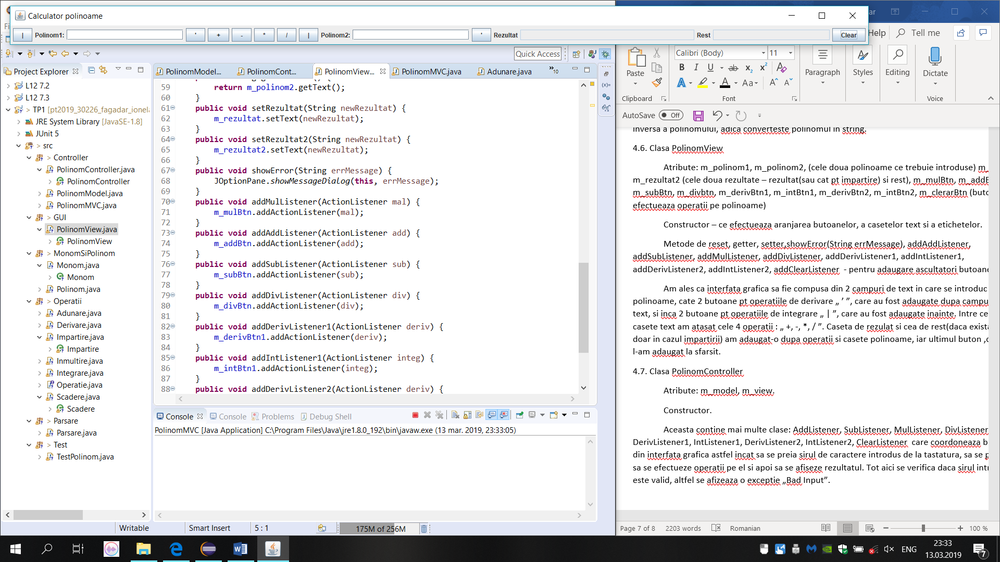 Calculator polinoame
| Polinom1: ' + - * / | Polinom2: ' Rezultat Rest Clear
Quick Access
Project Explorer
L12 7.2
L12 7.3
> TP1 [pt2019_30226_fagadar_ionela
JRE System Library [JavaSE-1.8]
JUnit 5
> src
> Controller
PolinomController.java
PolinomController
PolinomModel.java
PolinomMVC.java
> GUI
PolinomView.java
PolinomView
> MonomSiPolinom
Monom.java
Monom
Polinom.java
> Operatii
Adunare.java
Derivare.java
Impartire.java
Impartire
Inmultire.java
Integrare.java
Operatie.java
Scadere.java
Scadere
> Parsare
Parsare.java
> Test
TestPolinom.java
PolinomModel... PolinomCont... PolinomView... PolinomMVC.java Adunare.java »10
59 return m_polinom2.getText();
60 }
61 public void setRezultat(String newRezultat) {
62 m_rezultat.setText(newRezultat);
63 }
64 public void setRezultat2(String newRezultat) {
65 m_rezultat2.setText(newRezultat);
66 }
67 public void showError(String errMessage) {
68 JOptionPane.showMessageDialog(this, errMessage);
69 }
70 public void addMulListener(ActionListener mal) {
71 m_mulBtn.addActionListener(mal);
72 }
73 public void addAddListener(ActionListener add) {
74 m_addBtn.addActionListener(add);
75 }
76 public void addSubListener(ActionListener sub) {
77 m_subBtn.addActionListener(sub);
78 }
79 public void addDivListener(ActionListener div) {
80 m_divBtn.addActionListener(div);
81 }
82 public void addDerivListener1(ActionListener deriv) {
83 m_derivBtn1.addActionListener(deriv);
84 }
85 public void addIntListener1(ActionListener integ) {
86 m_intBtn1.addActionListener(integ);
87 }
88 public void addDerivListener2(ActionListener deriv) {
Console Console Problems Debug Shell
PolinomMVC [Java Application] C:\Program Files\Java\jre1.8.0_192\bin\javaw.exe (13 mar. 2019, 23:33:05)
Writable Smart Insert 5 : 1 175M of 256M
ar
Help Tell me
Paste
Clipboard
Calibri (Body) 11
B I U ab x2 x2
A A Aa A A
Font
Paragraph
Styles
Editing
Dictate
Voice
AutoSave Off
inversa a polinomului, adica converteste polinomul in string.
4.6. Clasa PolinomView
Atribute: m_polinom1, m_polinom2, (cele doua polinoame ce trebuie introduse) m_
m_rezultat2 (cele doua rezultate – rezultat(sau cat pt impartire) si rest), m_mulBtn, m_addB
m_subBtn, m_divbtn, m_derivBtn1, m_intBtn1, m_derivBtn2, m_intBtn2, m_clerarBtn (buto
efectueaza operatii pe polinoame)
Constructor – ce efectueaza aranjarea butoanelor, a casetelor text si a etichetelor.
Metode de reset, getter, setter,showError(String errMessage), addAddListener,
addSubListener, addMulListener, addDivListener, addDerivListener1, addIntListener1,
addDerivListener2, addIntListener2, addClearListener - pentru adaugare ascultatori butoane
Am ales ca interfata grafica sa fie compusa din 2 campuri de text in care se introduc
polinoame, cate 2 butoane pt operatiile de derivare „ ’ ”, care au fost adaugate dupa campu
text, si inca 2 butoane pt operatiile de integrare „ | ”, care au fost adaugate inainte. Intre ce
casete text am atasat cele 4 operatii : „ +, -, *, / ”. Caseta de rezulat si cea de rest(daca exista
doar in cazul impartirii) am adaugat-o dupa operatii si casete polinoame, iar ultimul buton ,c
l-am adaugat la sfarsit.
4.7. Clasa PolinomController
Atribute: m_model, m_view.
Constructor.
Aceasta contine mai multe clase: AddListener, SubListener, MulListener, DivListener
DerivListener1, IntListener1, DerivListener2, IntListener2, ClearListener care coordoneaza b
din interfata grafica astfel incat sa se preia sirul de caractere introdus de la tastatura, sa se p
sa se efectueze operatii pe el si apoi sa se afiseze rezultatul. Tot aici se verifica daca sirul intr
este valid, altfel se afizeaza o exceptie „Bad Input”.
Page 7 of 8 2203 words Romanian 100 %
ENG 23:33
13.03.2019 7